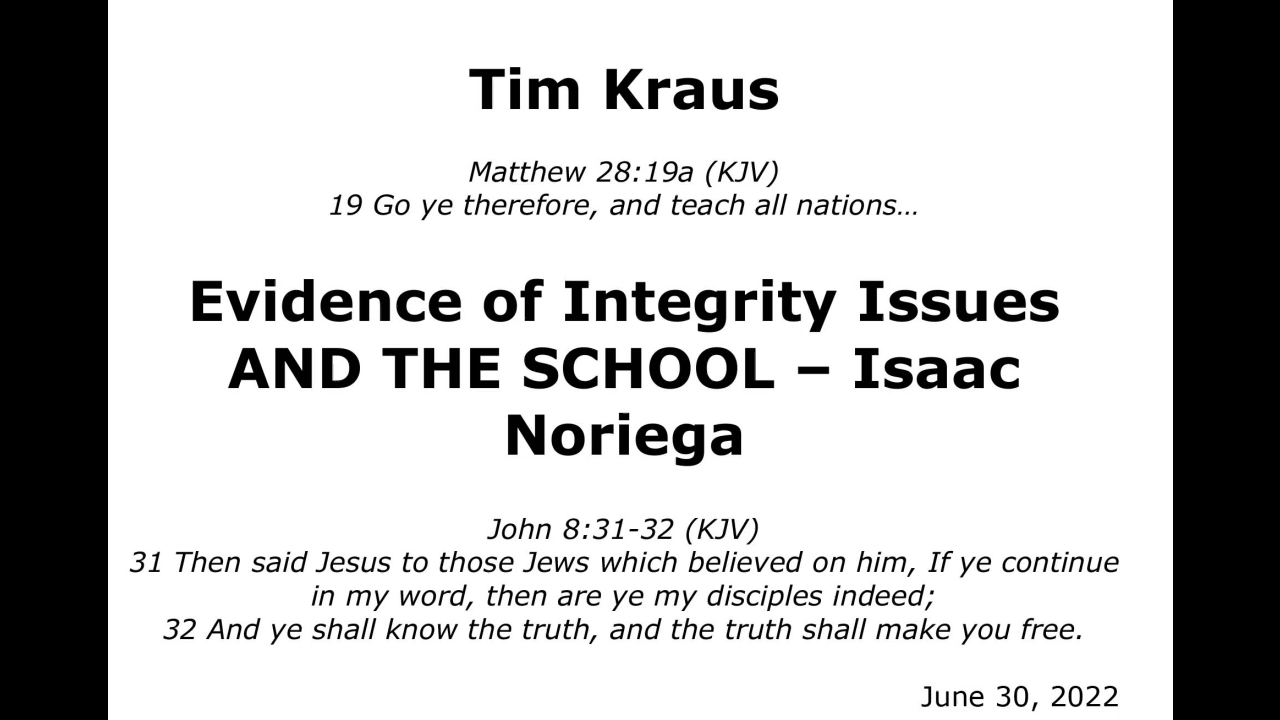 Tim Kraus
Matthew 28:19a (KJV)
19 Go ye therefore, and teach all nations…
Evidence of Integrity Issues
AND THE SCHOOL – Isaac
Noriega
John 8:31-32 (KJV)
31 Then said Jesus to those Jews which believed on him, If ye continue
in my word, then are ye my disciples indeed;
32 And ye shall know the truth, and the truth shall make you free.
June 30, 2022